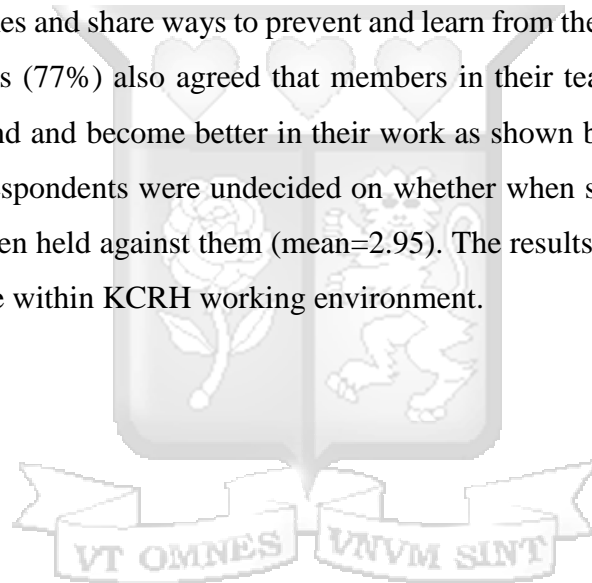 es and share ways to prevent and learn from the
s (77%) also agreed that members in their tea
nd and become better in their work as shown b
spondents were undecided on whether when s
en held against them (mean=2.95). The results
e within KCRH working environment.
VT OMNES VNVM SINT